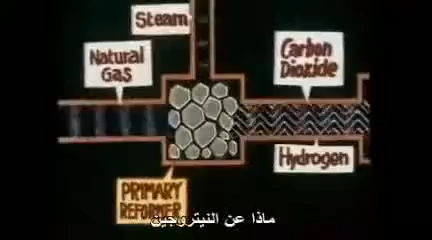 Steam
Natural
Gas
Carbon
Dioxide
Hydrogen
PRIMARY
REFORMER
ماذا عن النيتروجين